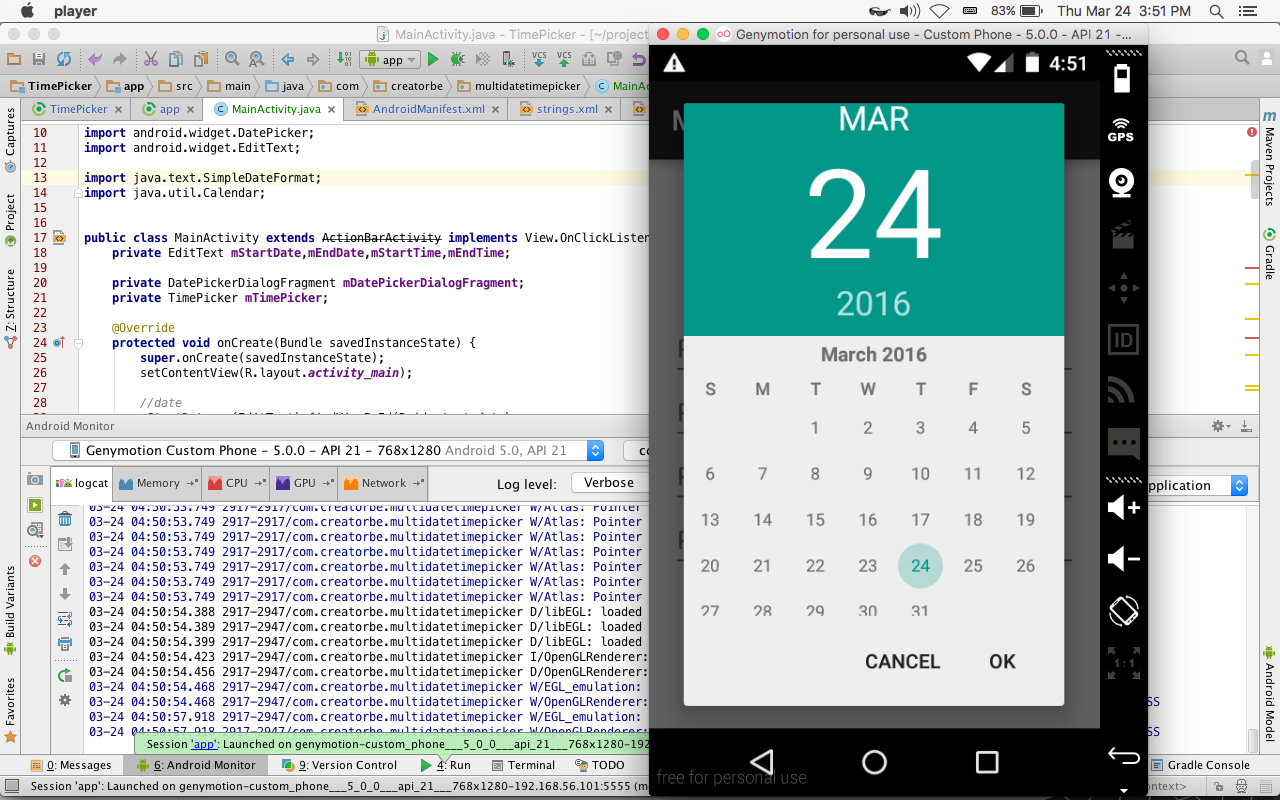 player
83%
Thu Mar 24 3:51 PM
MainActivity.java - TimePicker - [~/project
Genymotion for personal use - Custom Phone - 5.0.0 - API 21 -...
app
TimePicker
app
src
main
java
com
creatorbe
multidatetimepicker
MainAc
TimePicker
app
MainActivity.java
AndroidManifest.xml
strings.xml
10 import android.widget.DatePicker;
11 import android.widget.EditText;
12
13 import java.text.SimpleDateFormat;
14 import java.util.Calendar;
15
16
17 public class MainActivity extends ActionBarActivity implements View.OnClickListen
18 private EditText mStartDate,mEndDate,mStartTime,mEndTime;
19
20 private DatePickerDialogFragment mDatePickerDialogFragment;
21 private TimePicker mTimePicker;
22
23 @Override
24 protected void onCreate(Bundle savedInstanceState) {
25 super.onCreate(savedInstanceState);
26 setContentView(R.layout.activity_main);
27
28 //date
Captures
Project
Z: Structure
Build Variants
Favorites
Android Monitor
Genymotion Custom Phone - 5.0.0 - API 21 - 768x1280 Android 5.0, API 21
logcat
Memory
CPU
GPU
Network
Log level:
Verbose
pplication
03-24 04:50:53.749 2917-2917/com.creatorbe.multidatetimepicker W/Atlas: Pointer
03-24 04:50:53.749 2917-2917/com.creatorbe.multidatetimepicker W/Atlas: Pointer
03-24 04:50:53.749 2917-2917/com.creatorbe.multidatetimepicker W/Atlas: Pointer
03-24 04:50:53.749 2917-2917/com.creatorbe.multidatetimepicker W/Atlas: Pointer
03-24 04:50:53.749 2917-2917/com.creatorbe.multidatetimepicker W/Atlas: Pointer
03-24 04:50:53.749 2917-2917/com.creatorbe.multidatetimepicker W/Atlas: Pointer
03-24 04:50:53.749 2917-2917/com.creatorbe.multidatetimepicker W/Atlas: Pointer
03-24 04:50:54.388 2917-2947/com.creatorbe.multidatetimepicker D/libEGL: loaded
03-24 04:50:54.389 2917-2947/com.creatorbe.multidatetimepicker D/libEGL: loaded
03-24 04:50:54.399 2917-2947/com.creatorbe.multidatetimepicker D/libEGL: loaded
03-24 04:50:54.423 2917-2947/com.creatorbe.multidatetimepicker I/OpenGLRenderer:
03-24 04:50:54.456 2917-2947/com.creatorbe.multidatetimepicker D/OpenGLRenderer:
03-24 04:50:54.468 2917-2947/com.creatorbe.multidatetimepicker W/EGL_emulation:
03-24 04:50:54.468 2917-2947/com.creatorbe.multidatetimepicker W/OpenGLRenderer:
03-24 04:50:57.918 2917-2947/com.creatorbe.multidatetimepicker W/EGL_emulation:
03-24 04:50:57.918 2917-2947/com.creatorbe.multidatetimepicker W/OpenGLRenderer:
SS
SS
Session 'app': Launched on genymotion-custom_phone___5_0_0___api_21___768x1280-192
0: Messages
6: Android Monitor
9: Version Control
4: Run
Terminal
TODO
Gradle Console
Session 'app': Launched on genymotion-custom_phone___5_0_0___api_21___768x1280-192.168.56.101:5555 (m
ontext>
4:51
MAR
24
2016
March 2016
S M T W T F S
1 2 3 4 5
6 7 8 9 10 11 12
13 14 15 16 17 18 19
20 21 22 23 24 25 26
27 28 29 30 31
CANCEL OK
free for personal use
GPS
ID
1:1
Maven Projects
Gradle
Android Model